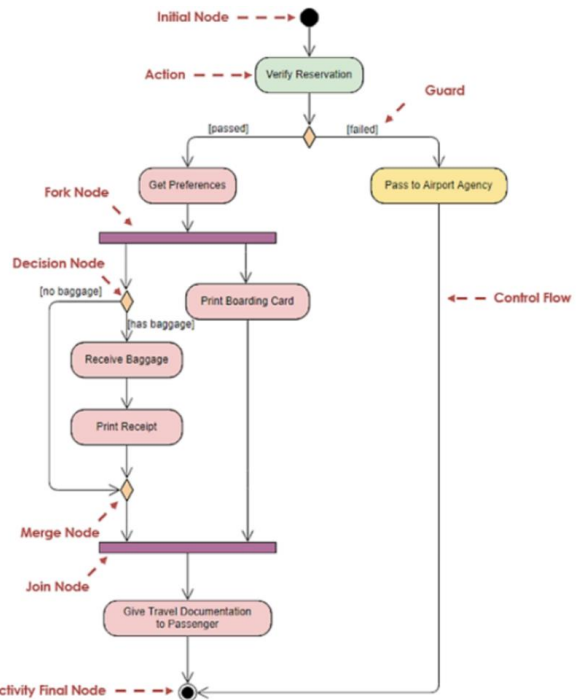 Initial Node
Action
Verify Reservation
Guard
[passed]
[failed]
Get Preferences
Pass to Airport Agency
Fork Node
Decision Node
[no baggage]
Print Boarding Card
Control Flow
[has baggage]
Receive Baggage
Print Receipt
Merge Node
Join Node
Give Travel Documentation
to Passenger
ctivity Final Node